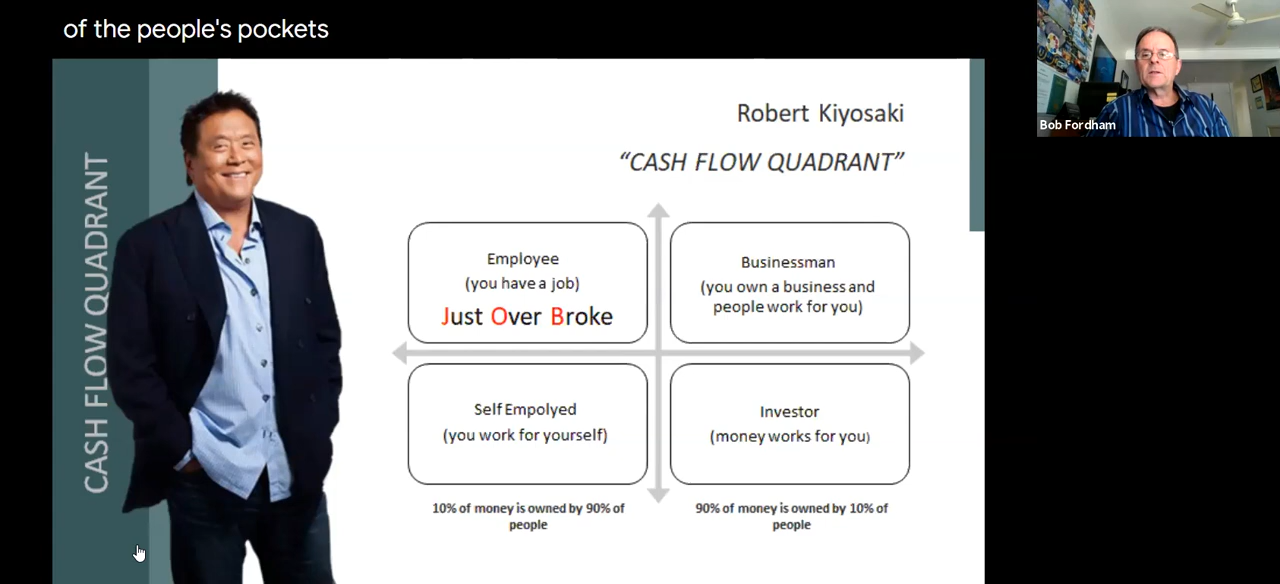 of the people's pockets
Bob Fordham
CASH FLOW QUADRANT
Robert Kiyosaki
“CASH FLOW QUADRANT”
Employee
(you have a job)
Just Over Broke
Businessman
(you own a business and
people work for you)
Self Empolyed
(you work for yourself)
Investor
(money works for you)
10% of money is owned by 90% of
people
90% of money is owned by 10% of
people